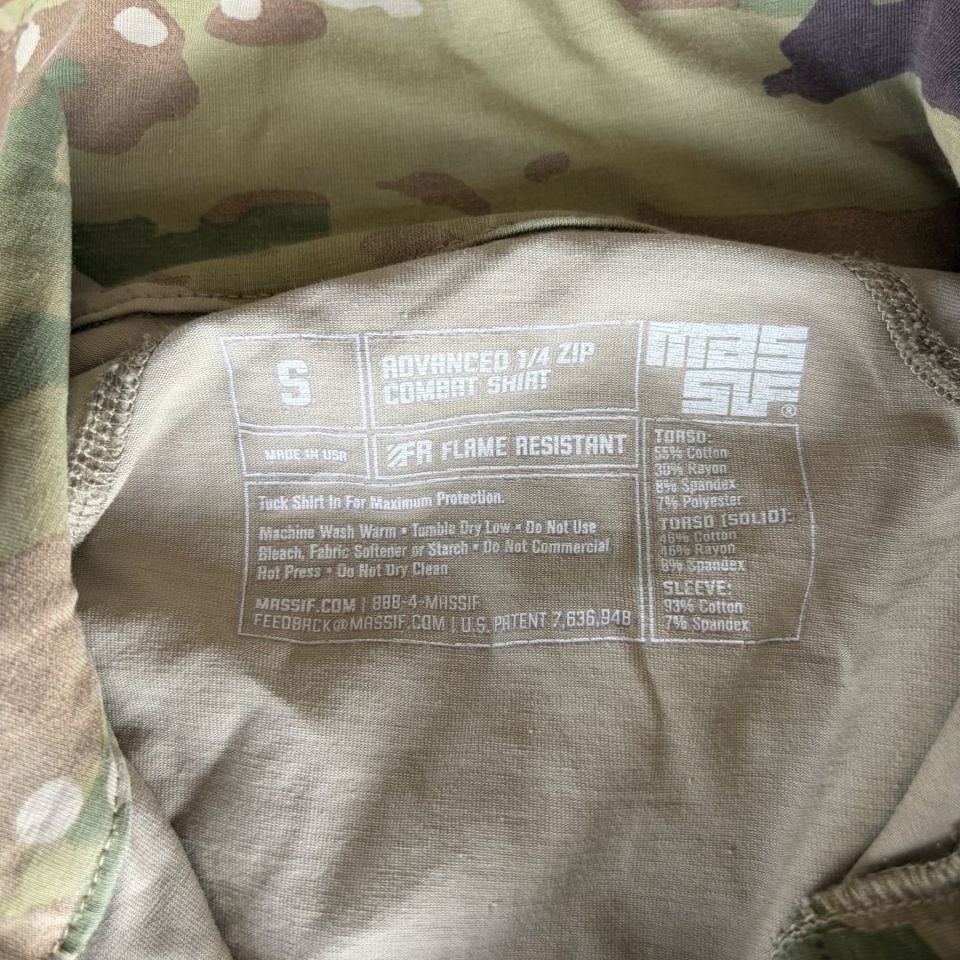 S
ADVANCED 1/4 ZIP
COMBAT SHIRT
MASSIF®
MADE IN USA
FR FLAME RESISTANT
Tuck Shirt In For Maximum Protection.
Machine Wash Warm • Tumble Dry Low • Do Not Use
Bleach, Fabric Softener or Starch • Do Not Commercial
Hot Press • Do Not Dry Clean
MASSIF.COM | 888-4-MASSIF
FEEDBACK@MASSIF.COM | U.S. PATENT 7,636,948
TORSO:
55% Cotton
30% Rayon
8% Spandex
7% Polyester
TORSO [SOLID]:
46% Cotton
46% Rayon
8% Spandex
SLEEVE:
93% Cotton
7% Spandex